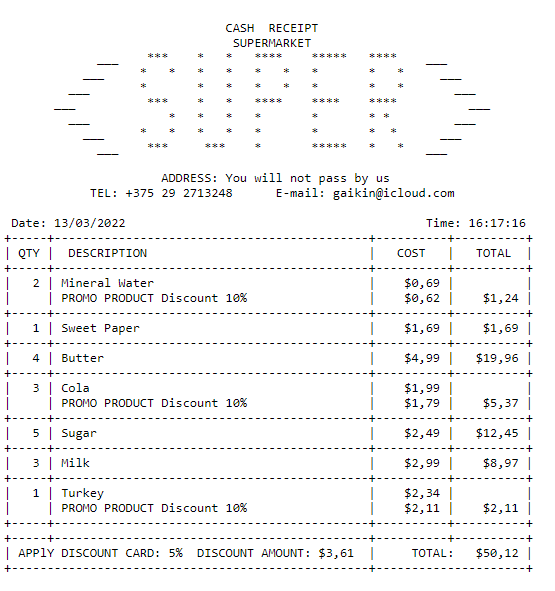 CASH RECEIPT
SUPERMARKET
SUPER
ADDRESS: You will not pass by us
TEL: +375 29 2713248 E-mail: gaikin@icloud.com
Date: 13/03/2022 Time: 16:17:16
QTY DESCRIPTION COST TOTAL
2 Mineral Water $0,69
PROMO PRODUCT Discount 10% $0,62 $1,24
1 Sweet Paper $1,69 $1,69
4 Butter $4,99 $19,96
3 Cola $1,99
PROMO PRODUCT Discount 10% $1,79 $5,37
5 Sugar $2,49 $12,45
3 Milk $2,99 $8,97
1 Turkey $2,34
PROMO PRODUCT Discount 10% $2,11 $2,11
APPlY DISCOUNT CARD: 5% DISCOUNT AMOUNT: $3,61 TOTAL: $50,12